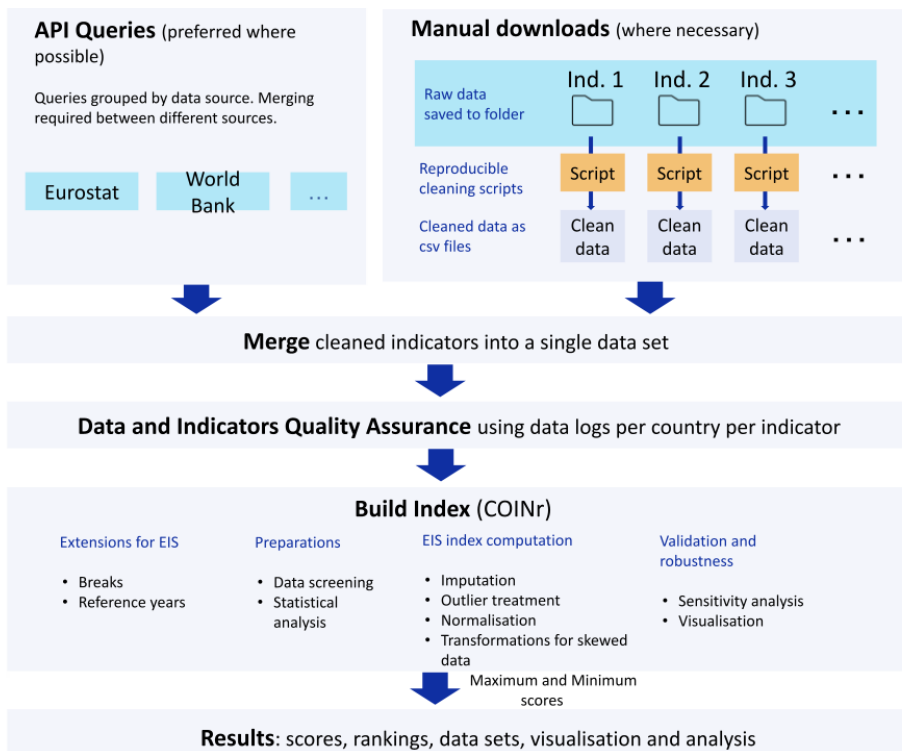 API Queries (preferred where
possible)
Queries grouped by data source. Merging
required between different sources.
Eurostat
World
Bank
...
Manual downloads (where necessary)
Raw data
saved to folder
Ind. 1
Ind. 2
Ind. 3
...
Reproducible
cleaning scripts
Script
Script
Script
...
Cleaned data as
csv files
Clean
data
Clean
data
Clean
data
...
Merge cleaned indicators into a single data set
Data and Indicators Quality Assurance using data logs per country per indicator
Build Index (COINr)
Extensions for EIS
• Breaks
• Reference years
Preparations
• Data screening
• Statistical
analysis
EIS index computation
• Imputation
• Outlier treatment
• Normalisation
• Transformations for skewed
data
Validation and
robustness
• Sensitivity analysis
• Visualisation
Maximum and Minimum
scores
Results: scores, rankings, data sets, visualisation and analysis